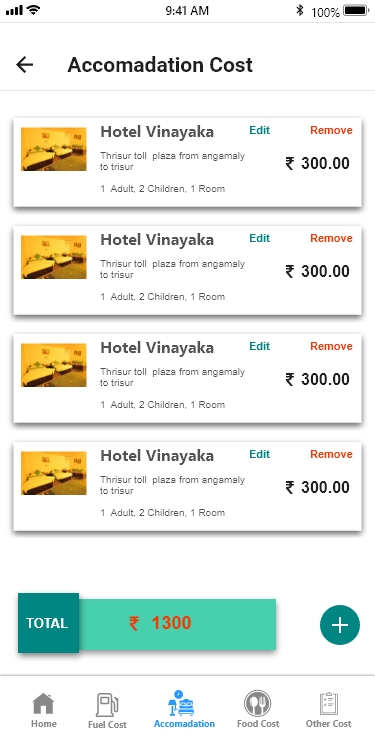 9:41 AM 100%
Accomadation Cost
Hotel Vinayaka Edit Remove
Thrisur toll plaza from angamaly
to trisur
₹ 300.00
1 Adult, 2 Children, 1 Room
Hotel Vinayaka Edit Remove
Thrisur toll plaza from angamaly
to trisur
₹ 300.00
1 Adult, 2 Children, 1 Room
Hotel Vinayaka Edit Remove
Thrisur toll plaza from angamaly
to trisur
₹ 300.00
1 Adult, 2 Children, 1 Room
Hotel Vinayaka Edit Remove
Thrisur toll plaza from angamaly
to trisur
₹ 300.00
1 Adult, 2 Children, 1 Room
TOTAL ₹ 1300
Home Fuel Cost Accomadation Food Cost Other Cost